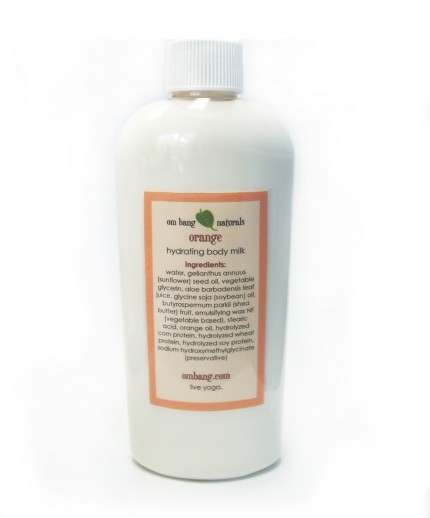 om bang naturals
orange
hydrating body milk
ingredients:
water, gelianthus annuus
(sunflower) seed oil, vegetable
glycerin, aloe barbadensis leaf
juice, glycine soja (soybean) oil,
butyrospermum parkii (shea
butter) fruit, emulsifying wax NF
(vegetable based), stearic
acid, orange oil, hydrolyzed
corn protein, hydrolyzed wheat
protein, hydrolyzed soy protein,
sodium hydroxymethylglycinate
(preservative)
ombang.com
live yoga.